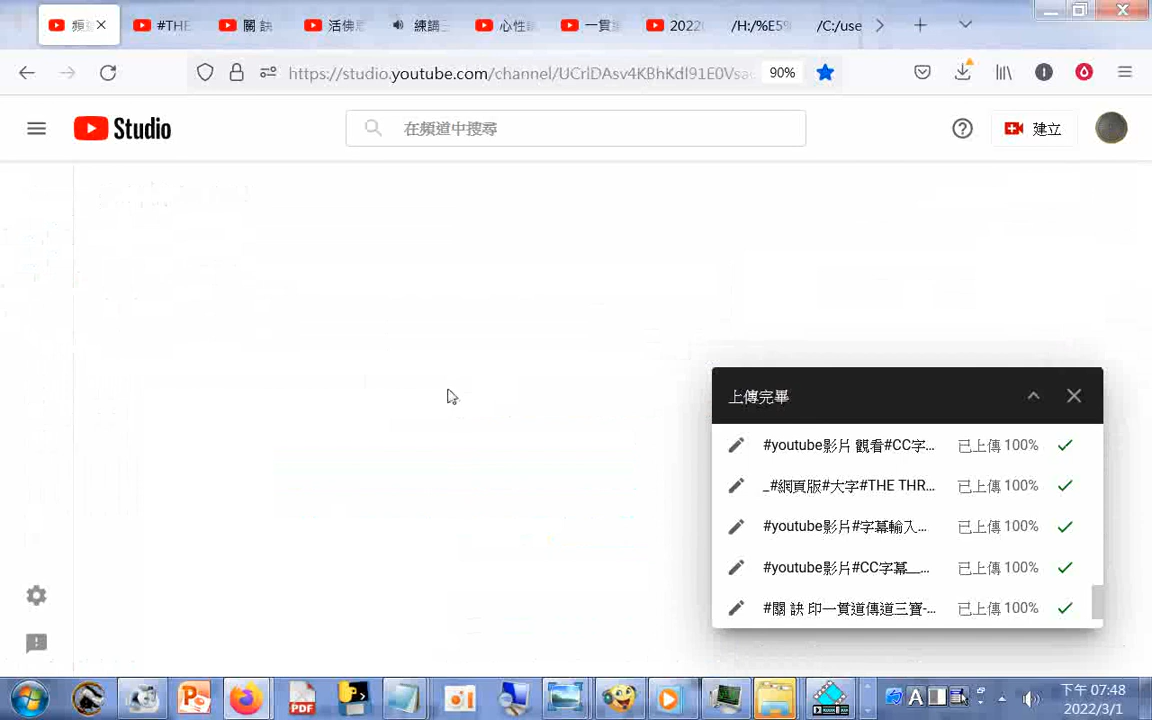 頻道
#THE
關 訣
活佛
練講
心性
一貫
2022
/H:/%E5%
/C:/use
https://studio.youtube.com/channel/UCrlDAsv4KBhKdl91E0Vsa
90%
Studio
在頻道中搜尋
建立
上傳完畢
#youtube影片 觀看#CC字... 已上傳 100%
_#網頁版#大字#THE THR... 已上傳 100%
#youtube影片#字幕輸入... 已上傳 100%
#youtube影片#CC字幕__... 已上傳 100%
#關 訣 印一貫道傳道三寶-... 已上傳 100%
PDF
A
下午 07:48
2022/3/1